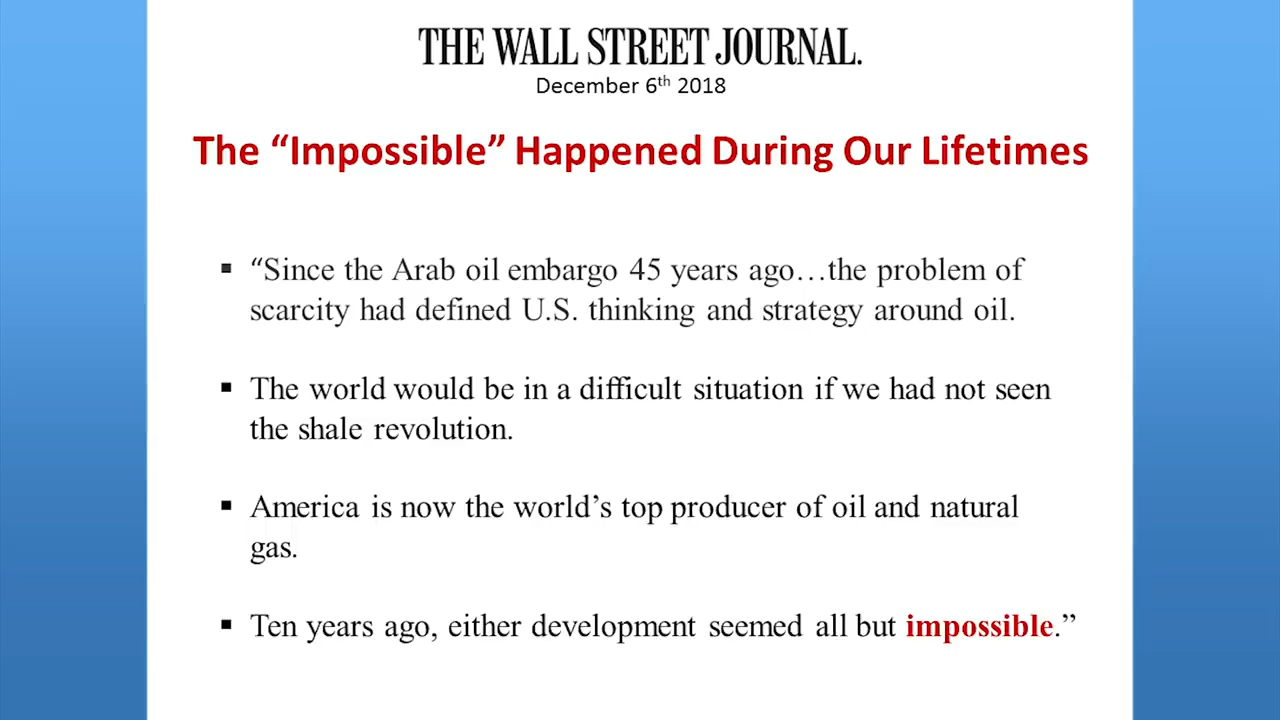 THE WALL STREET JOURNAL.
December 6th 2018
The “Impossible” Happened During Our Lifetimes
▪ “Since the Arab oil embargo 45 years ago…the problem of
scarcity had defined U.S. thinking and strategy around oil.
▪ The world would be in a difficult situation if we had not seen
the shale revolution.
▪ America is now the world’s top producer of oil and natural
gas.
▪ Ten years ago, either development seemed all but impossible.”